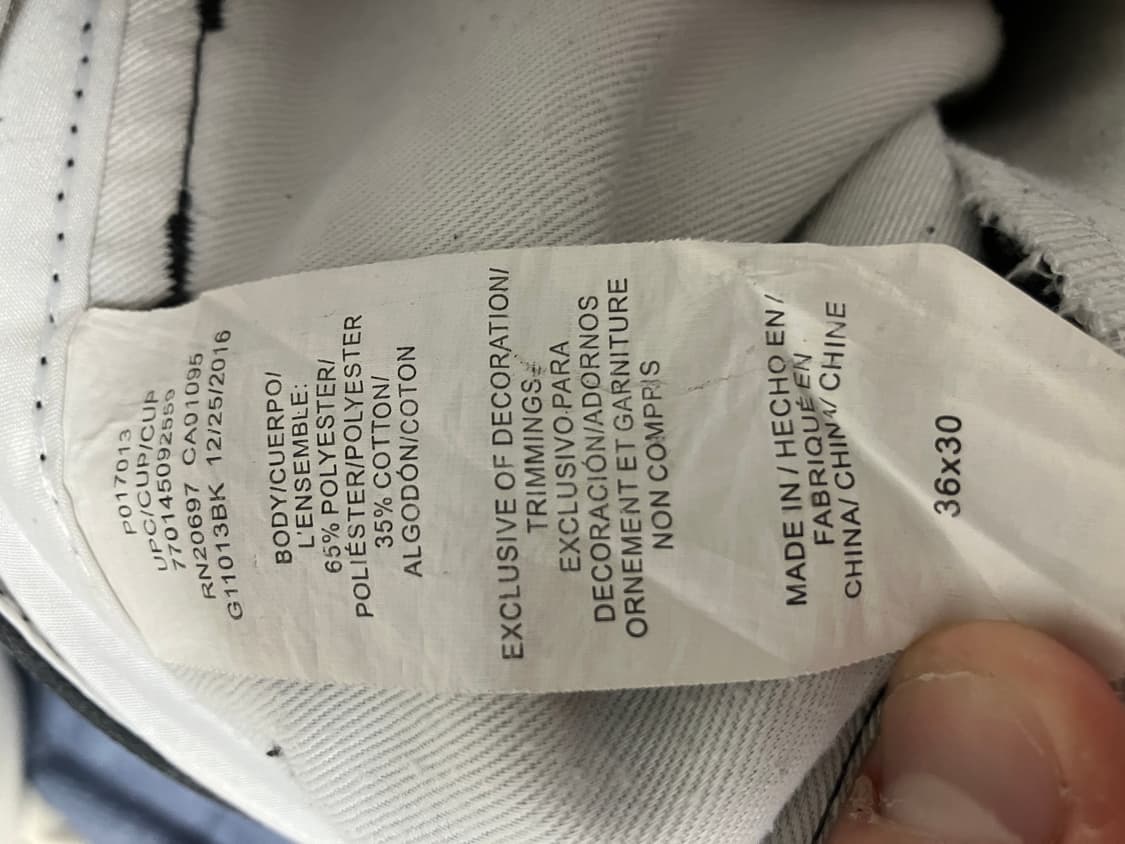 P017013
UPC/CUP/CUP
770145092559
RN20697 CA01095
G11013BK 12/25/2016
BODY/CUERPO/
L'ENSEMBLE:
65% POLYESTER/
POLIÉSTER/POLYESTER
35% COTTON/
ALGODÓN/COTON
EXCLUSIVE OF DECORATION/
TRIMMINGS.
EXCLUSIVO PARA
DECORACIÓN/ADORNOS
ORNEMENT ET GARNITURE
NON COMPRIS
MADE IN / HECHO EN /
FABRIQUÉ EN
CHINA/ CHINA/ CHINE
36x30